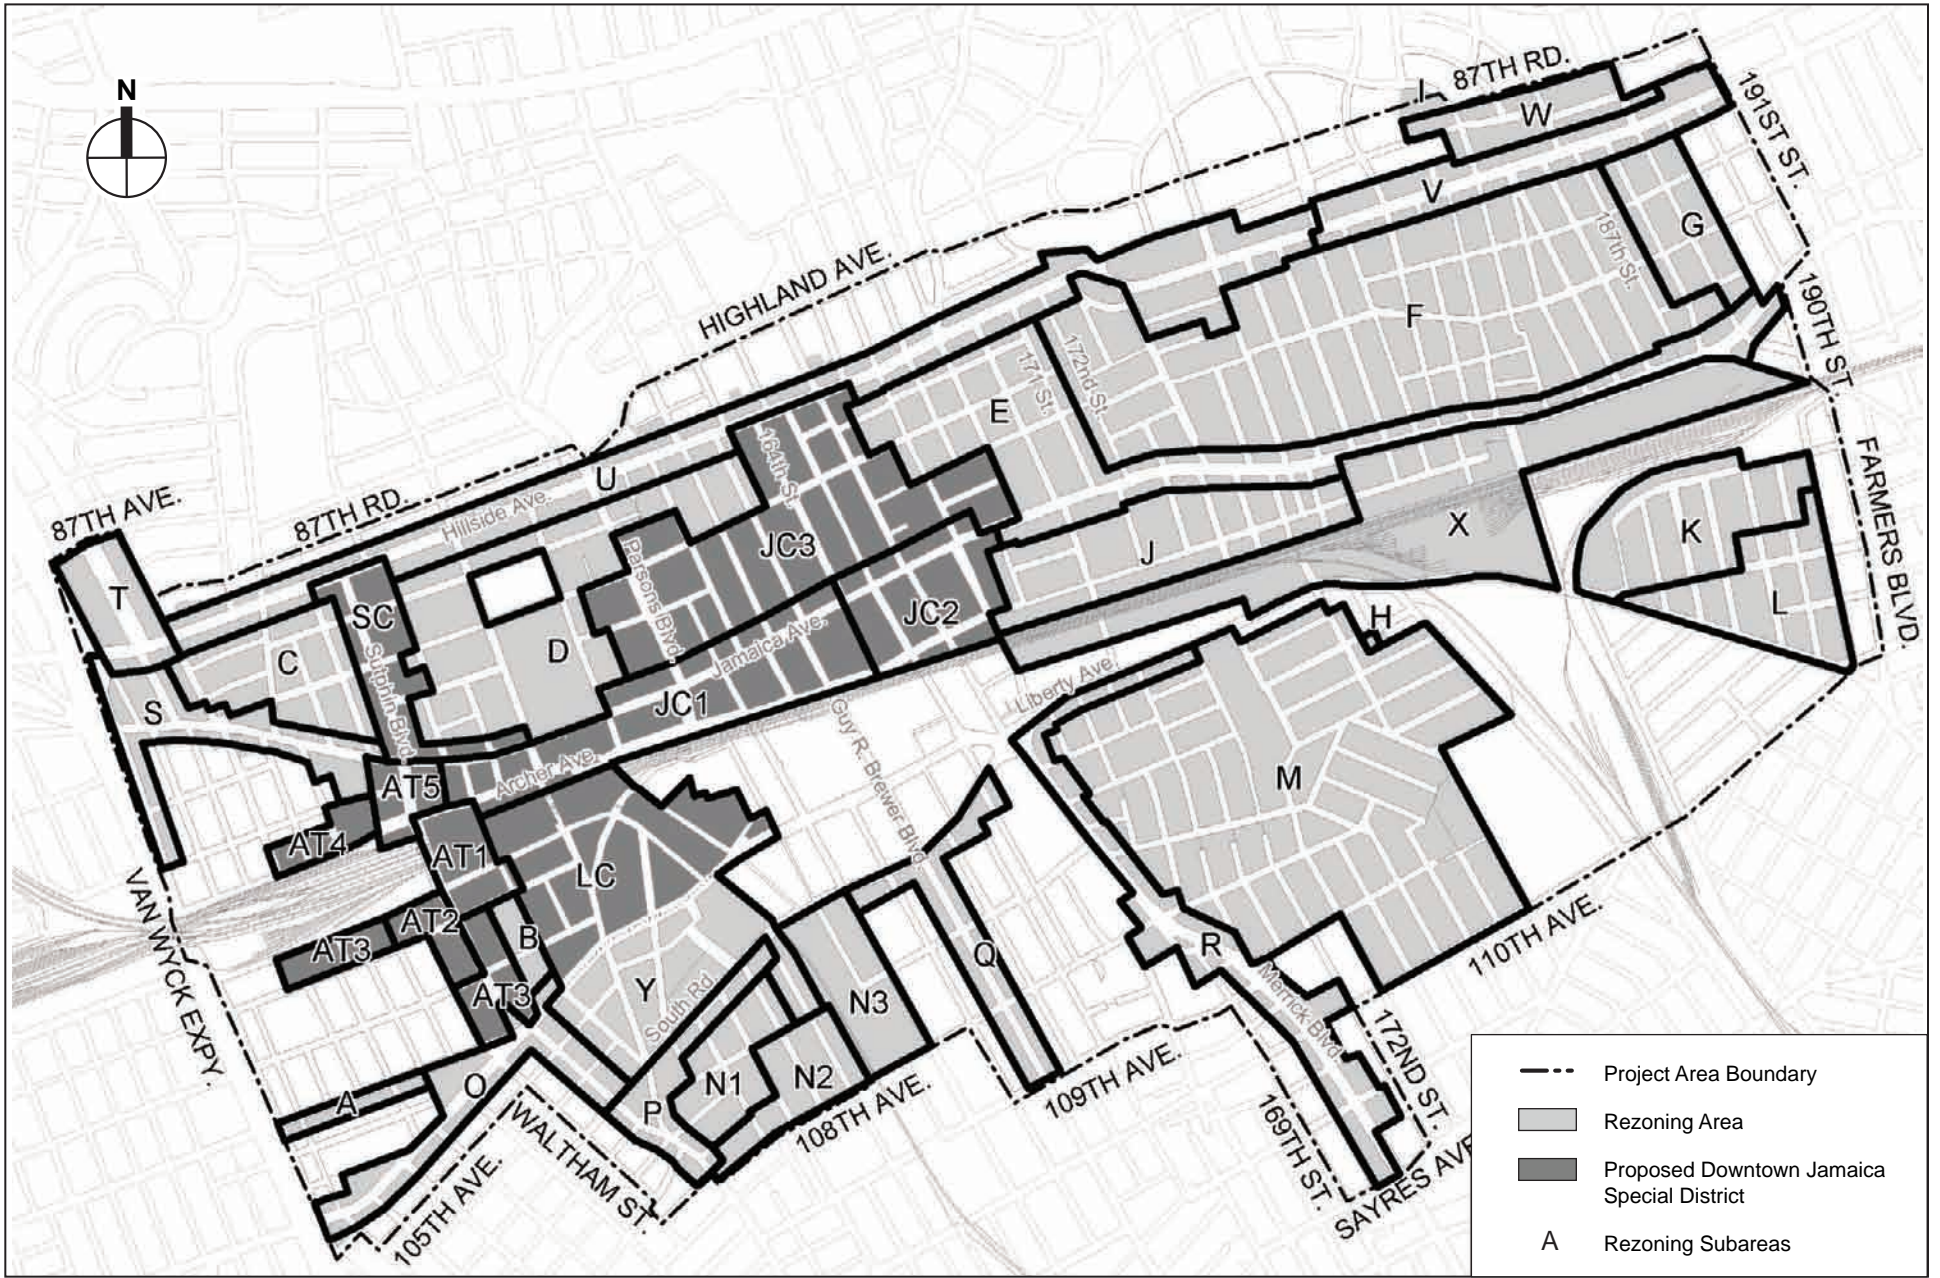 N
I
87TH RD.
W
191ST ST.
V
G
187th St.
HIGHLAND AVE.
F
190TH ST.
172nd St.
171 St.
E
164th St.
FARMERS BLVD.
U
87TH AVE.
87TH RD.
Hillside Ave.
X
K
Parsons Blvd.
JC3
J
T
SC
JC2
H
L
Jamaica Ave.
D
C
Sutphin Blvd.
Liberty Ave.
S
JC1
Guy R. Brewer Blvd.
Archer Ave.
M
AT5
AT4
AT1
LC
VAN WYCK EXPY.
AT2
B
AT3
R
Q
110TH AVE.
AT3
Y
South Rd.
N3
Merrick Blvd.
O
N1
N2
A
P
109TH AVE.
172ND ST.
108TH AVE.
169TH ST.
WALTHAM ST.
105TH AVE.
SAYRES AVE
Project Area Boundary
Rezoning Area
Proposed Downtown Jamaica
Special District
A Rezoning Subareas